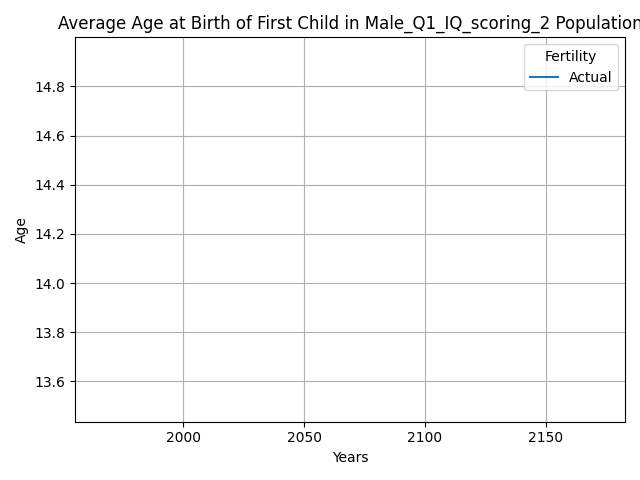 Average Age at Birth of First Child in Male_Q1_IQ_scoring_2 Population
Fertility
Actual
14.8
14.6
14.4
14.2
14.0
13.8
13.6
Age
2000 2050 2100 2150
Years